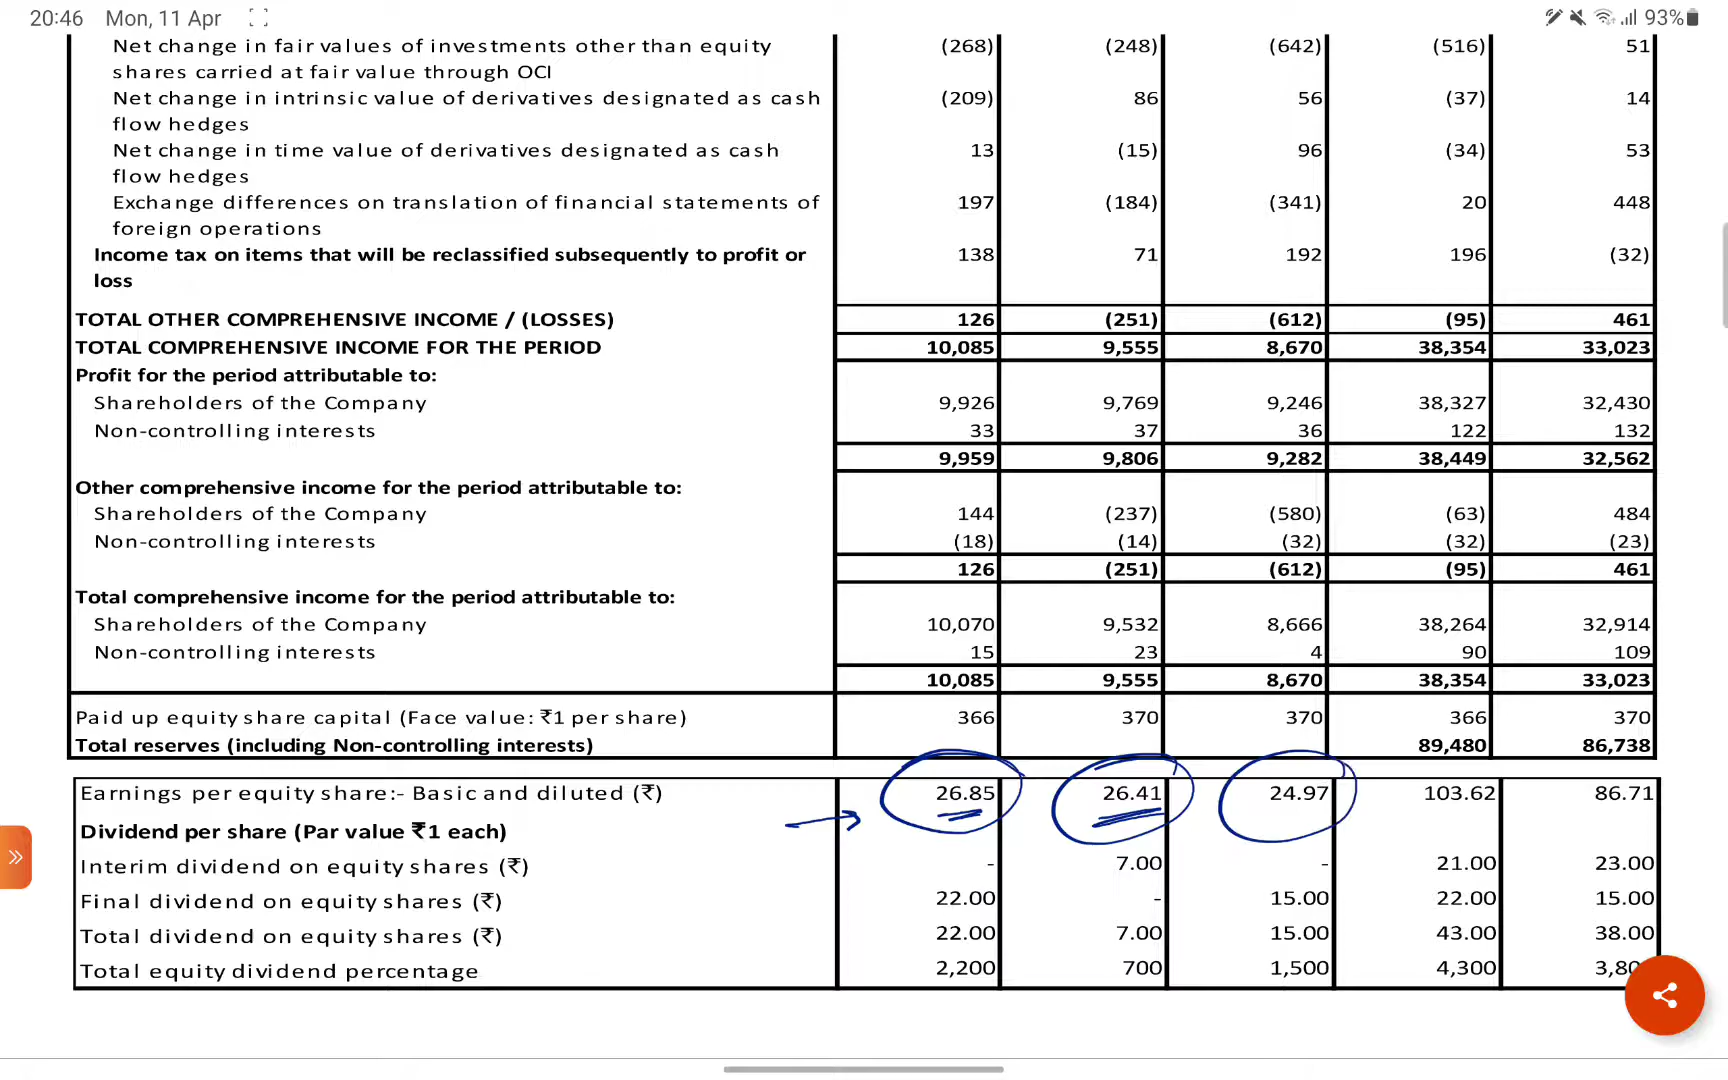 20:46 Mon, 11 Apr 93%
Net change in fair values of investments other than equity (268) (248) (642) (516) 51
shares carried at fair value through OCI
Net change in intrinsic value of derivatives designated as cash (209) 86 56 (37) 14
flow hedges
Net change in time value of derivatives designated as cash 13 (15) 96 (34) 53
flow hedges
Exchange differences on translation of financial statements of 197 (184) (341) 20 448
foreign operations
Income tax on items that will be reclassified subsequently to profit or 138 71 192 196 (32)
loss
TOTAL OTHER COMPREHENSIVE INCOME / (LOSSES) 126 (251) (612) (95) 461
TOTAL COMPREHENSIVE INCOME FOR THE PERIOD 10,085 9,555 8,670 38,354 33,023
Profit for the period attributable to:
Shareholders of the Company 9,926 9,769 9,246 38,327 32,430
Non-controlling interests 33 37 36 122 132
9,959 9,806 9,282 38,449 32,562
Other comprehensive income for the period attributable to:
Shareholders of the Company 144 (237) (580) (63) 484
Non-controlling interests (18) (14) (32) (32) (23)
126 (251) (612) (95) 461
Total comprehensive income for the period attributable to:
Shareholders of the Company 10,070 9,532 8,666 38,264 32,914
Non-controlling interests 15 23 4 90 109
10,085 9,555 8,670 38,354 33,023
Paid up equity share capital (Face value: ₹1 per share) 366 370 370 366 370
Total reserves (including Non-controlling interests) 89,480 86,738
Earnings per equity share:- Basic and diluted (₹) 26.85 26.41 24.97 103.62 86.71
Dividend per share (Par value ₹1 each)
Interim dividend on equity shares (₹) - 7.00 - 21.00 23.00
Final dividend on equity shares (₹) 22.00 - 15.00 22.00 15.00
Total dividend on equity shares (₹) 22.00 7.00 15.00 43.00 38.00
Total equity dividend percentage 2,200 700 1,500 4,300